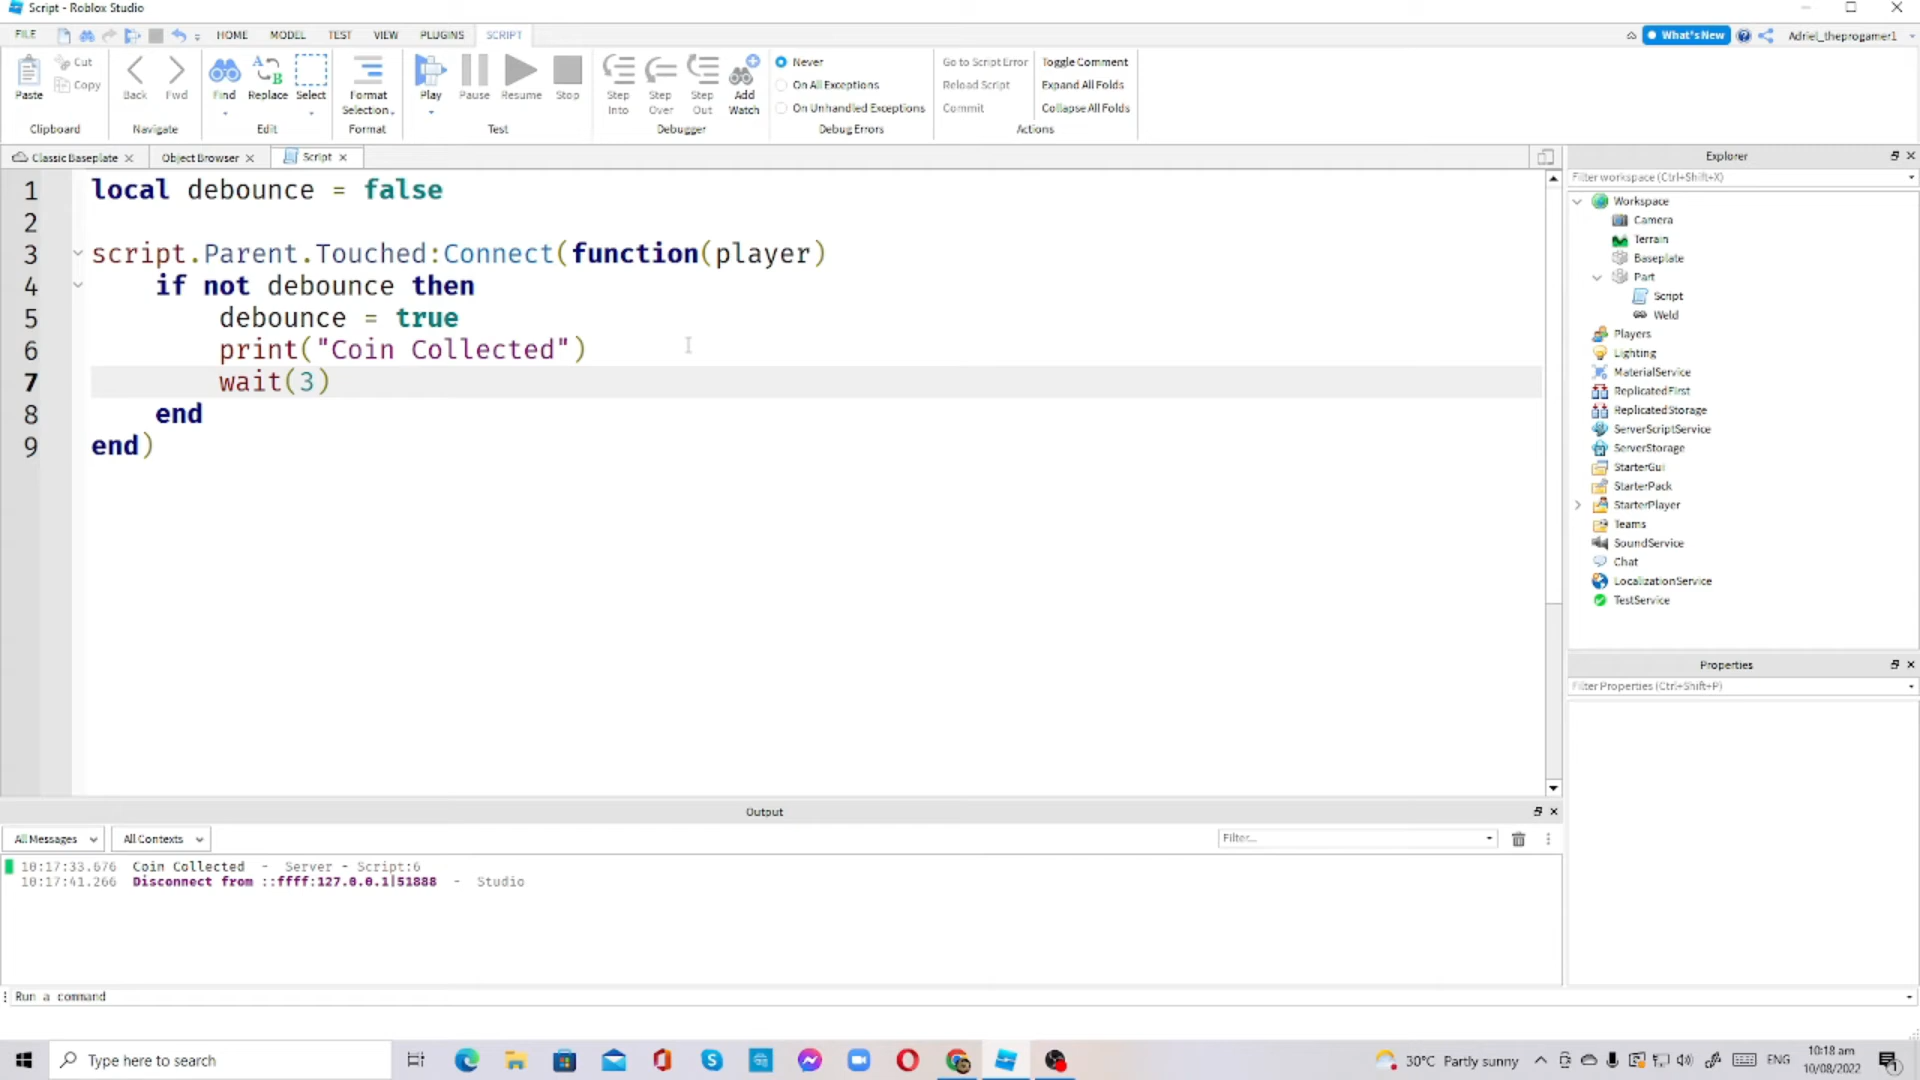 Script - Roblox Studio
FILE HOME MODEL TEST VIEW PLUGINS SCRIPT What's New Adriel_theprogamer1
Paste Cut Copy Back Fwd Find Replace Select Format Selection Play Pause Resume Stop Step Into Step Over Step Out Add Watch
Never
On All Exceptions
On Unhandled Exceptions
Go to Script Error
Reload Script
Commit
Toggle Comment
Expand All Folds
Collapse All Folds
Clipboard Navigate Edit Format Test Debugger Debug Errors Actions
Classic Baseplate Object Browser Script
1 local debounce = false
2
3 script.Parent.Touched:Connect(function(player)
4 if not debounce then
5 debounce = true
6 print("Coin Collected")
7 wait(3)
8 end
9 end)
Explorer
Filter workspace (Ctrl+Shift+X)
Workspace
Camera
Terrain
Baseplate
Part
Script
Weld
Players
Lighting
MaterialService
ReplicatedFirst
ReplicatedStorage
ServerScriptService
ServerStorage
StarterGui
StarterPack
StarterPlayer
Teams
SoundService
Chat
LocalizationService
TestService
Properties
Filter Properties (Ctrl+Shift+P)
Output
All Messages All Contexts Filter...
10:17:33.676 Coin Collected - Server - Script:6
10:17:41.266 Disconnect from ::ffff:127.0.0.1|51888 - Studio
Run a command
Type here to search
30°C Partly sunny ENG
10:18 am
10/08/2022